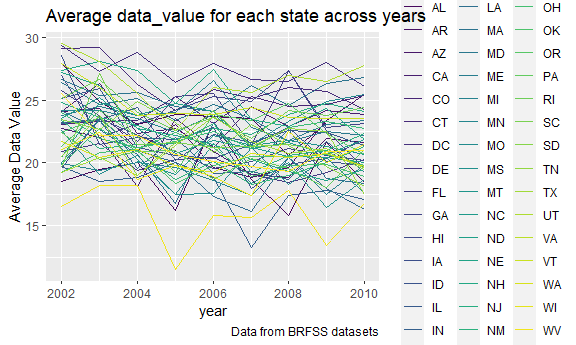 Average data_value for each state across years
Average Data Value
30
25
20
15
2002
2004
2006
2008
2010
year
Data from BRFSS datasets
AL
AR
AZ
CA
CO
CT
DC
DE
FL
GA
HI
IA
ID
IL
IN
LA
MA
MD
ME
MI
MN
MO
MS
MT
NC
ND
NE
NH
NJ
NM
OH
OK
OR
PA
RI
SC
SD
TN
TX
UT
VA
VT
WA
WI
WV